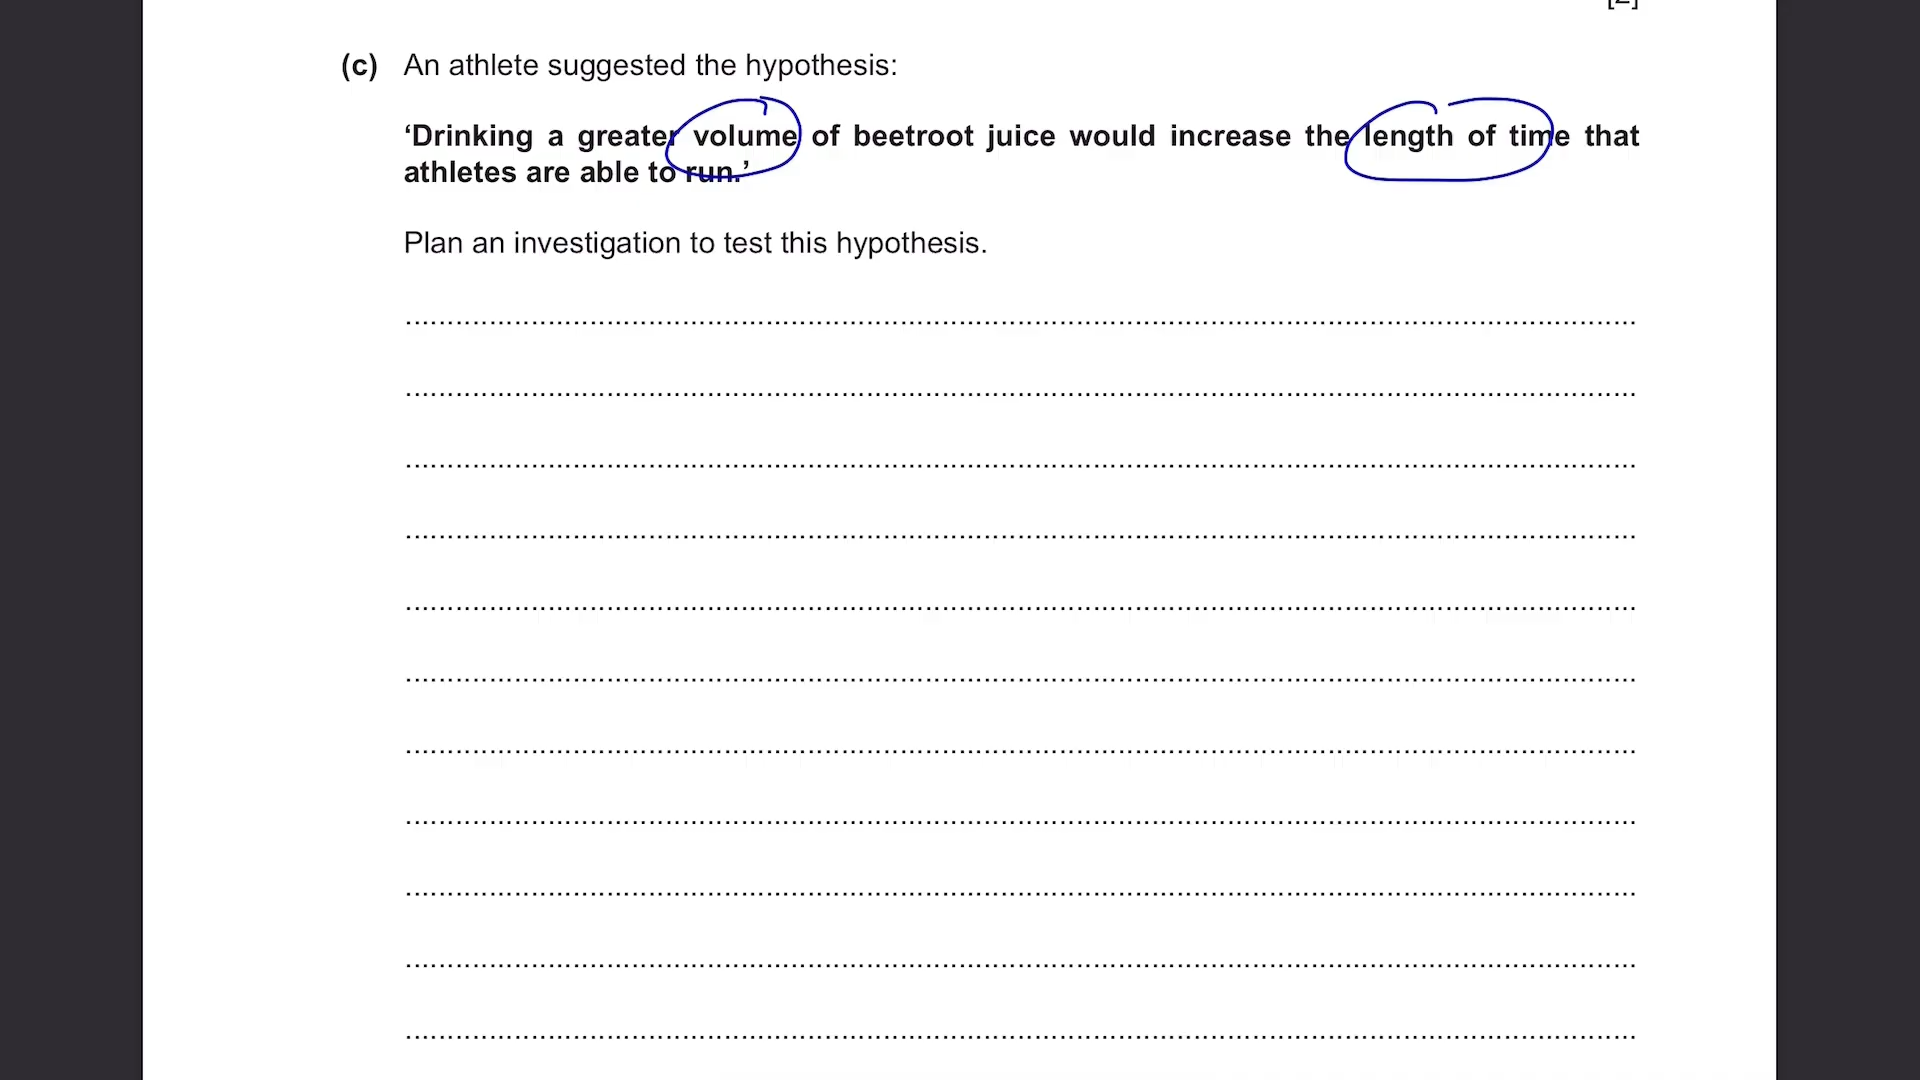 (c) An athlete suggested the hypothesis:
‘Drinking a greater volume of beetroot juice would increase the length of time that
athletes are able to run.’
Plan an investigation to test this hypothesis.